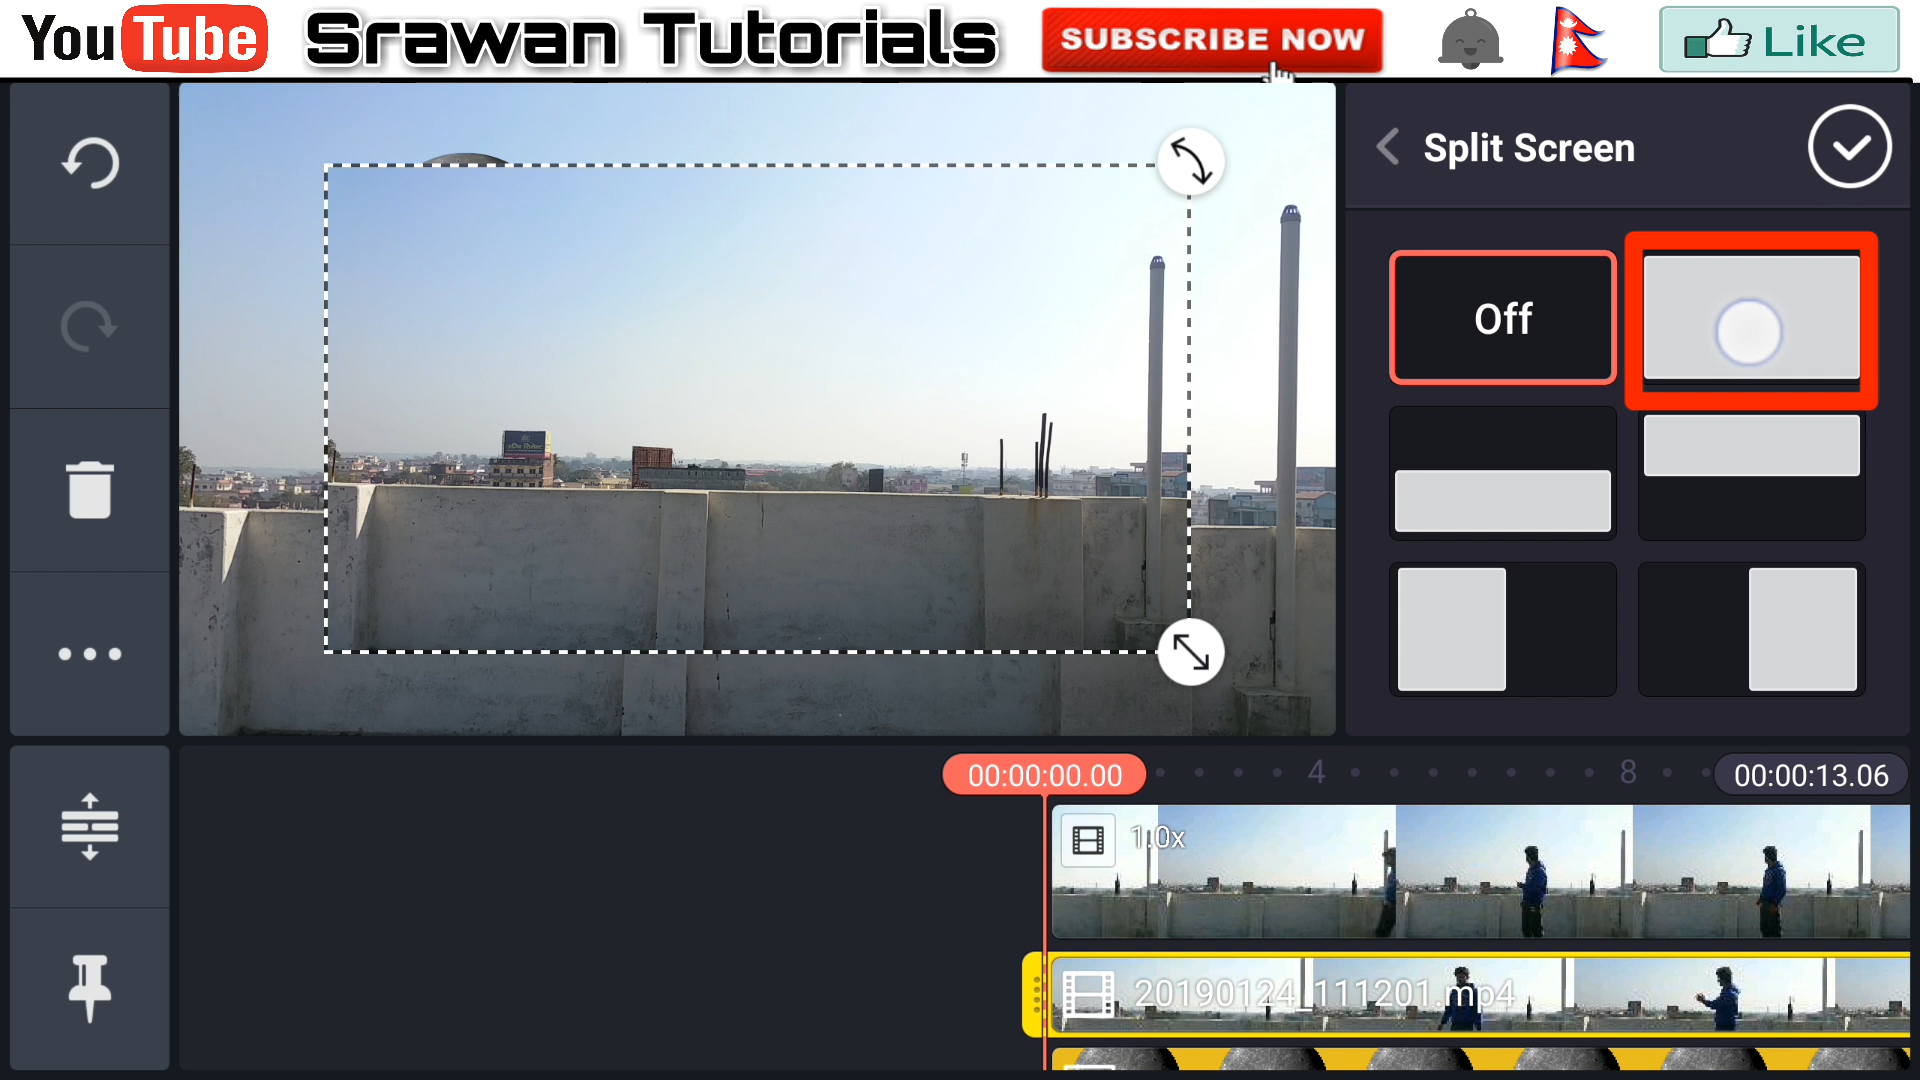 YouTube Srawan Tutorials SUBSCRIBE NOW Like
Split Screen
Off
00:00:00.00 4 8 00:00:13.06
1.0x
20190124_111201.mp4